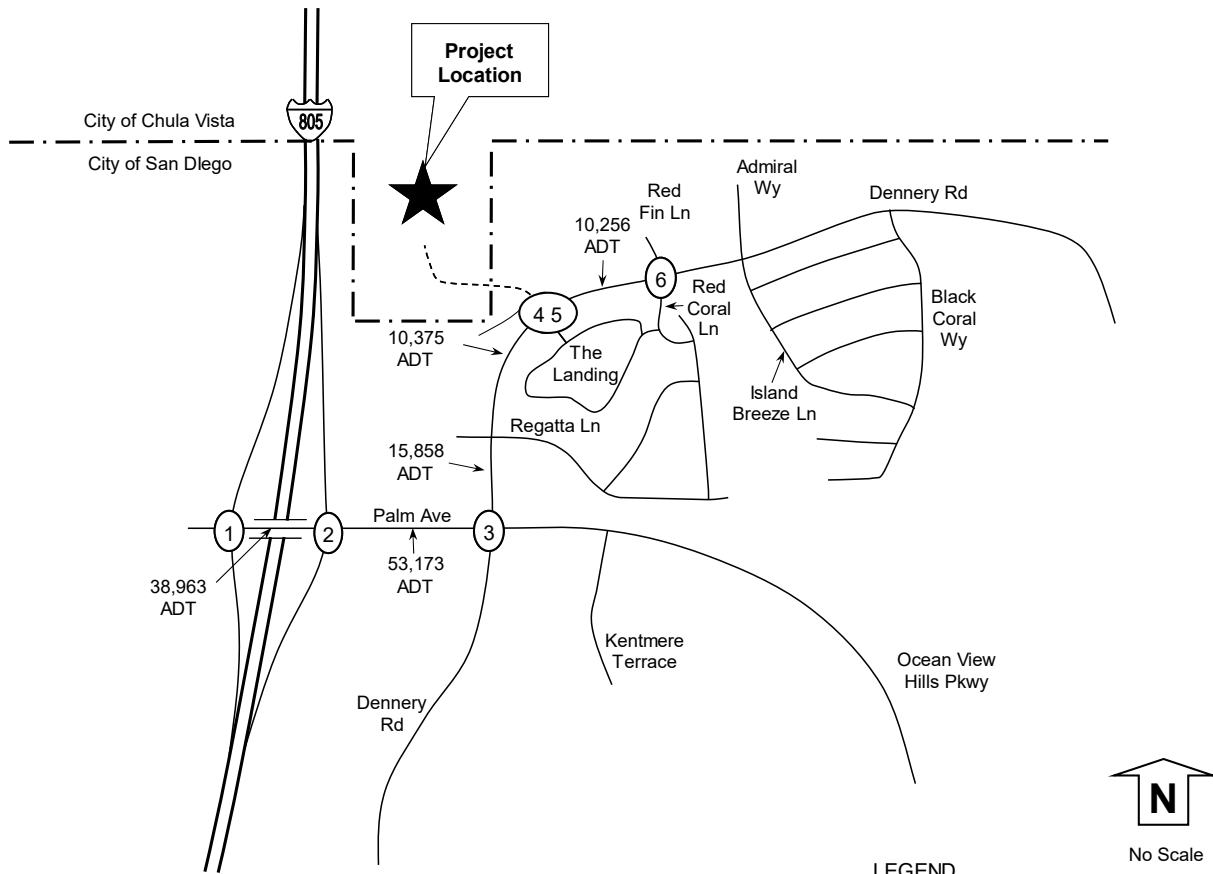 Project
Location
805
City of Chula Vista
City of San DIego
Admiral
Wy
Dennery Rd
Red
Fin Ln
10,256
ADT
6
Red
Coral
Ln
Black
Coral
Wy
4 5
10,375
ADT
The
Landing
Island
Breeze Ln
Regatta Ln
15,858
ADT
Palm Ave
1
2
3
53,173
ADT
38,963
ADT
Kentmere
Terrace
Ocean View
Hills Pkwy
Dennery
Rd
N
No Scale
LEGEND